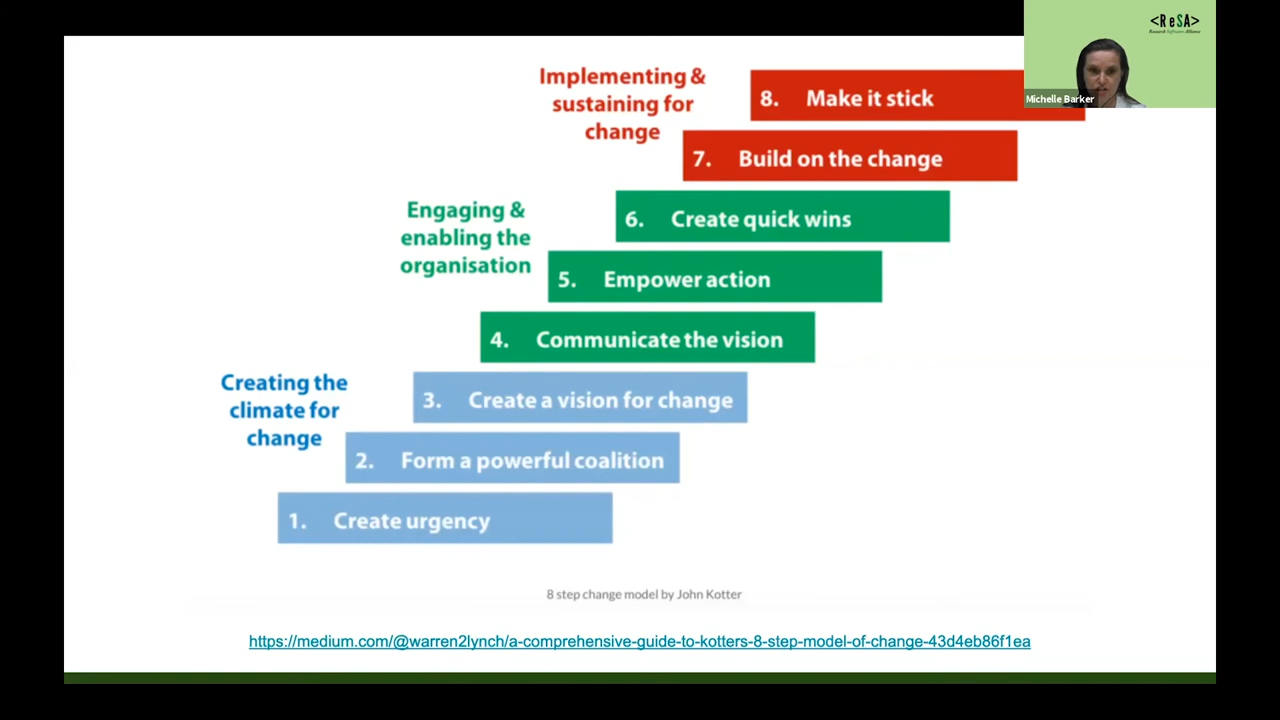 <ReSA>
Research Software Alliance
Michelle Barker
Implementing &
sustaining for
change
8. Make it stick
7. Build on the change
Engaging &
enabling the
organisation
6. Create quick wins
5. Empower action
4. Communicate the vision
Creating the
climate for
change
3. Create a vision for change
2. Form a powerful coalition
1. Create urgency
8 step change model by John Kotter
https://medium.com/@warren2lynch/a-comprehensive-guide-to-kotters-8-step-model-of-change-43d4eb86f1ea